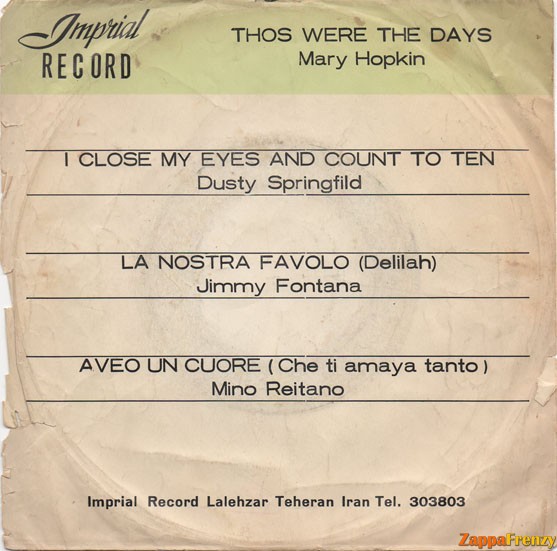 Imprial
RECORD
THOS WERE THE DAYS
Mary Hopkin
I CLOSE MY EYES AND COUNT TO TEN
Dusty Springfild
LA NOSTRA FAVOLO (Delilah)
Jimmy Fontana
AVEO UN CUORE ( Che ti amaya tanto )
Mino Reitano
Imprial Record Lalehzar Teheran Iran Tel. 303803
ZappaFrenzy